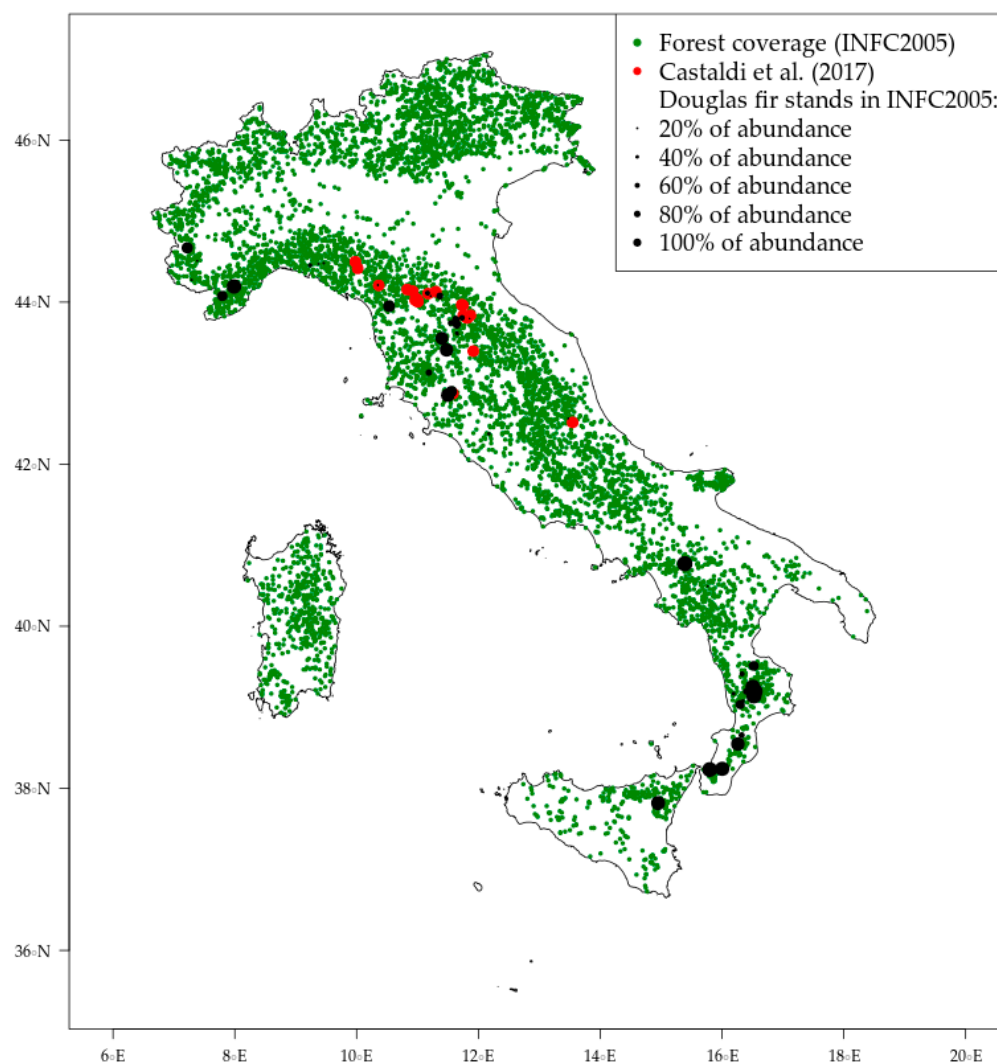 Forest coverage (INFC2005)
Castaldi et al. (2017)
Douglas fir stands in INFC2005:
20% of abundance
40% of abundance
60% of abundance
80% of abundance
100% of abundance
46◦N
44◦N
42◦N
40◦N
38◦N
36◦N
6◦E 8◦E 10◦E 12◦E 14◦E 16◦E 18◦E 20◦E